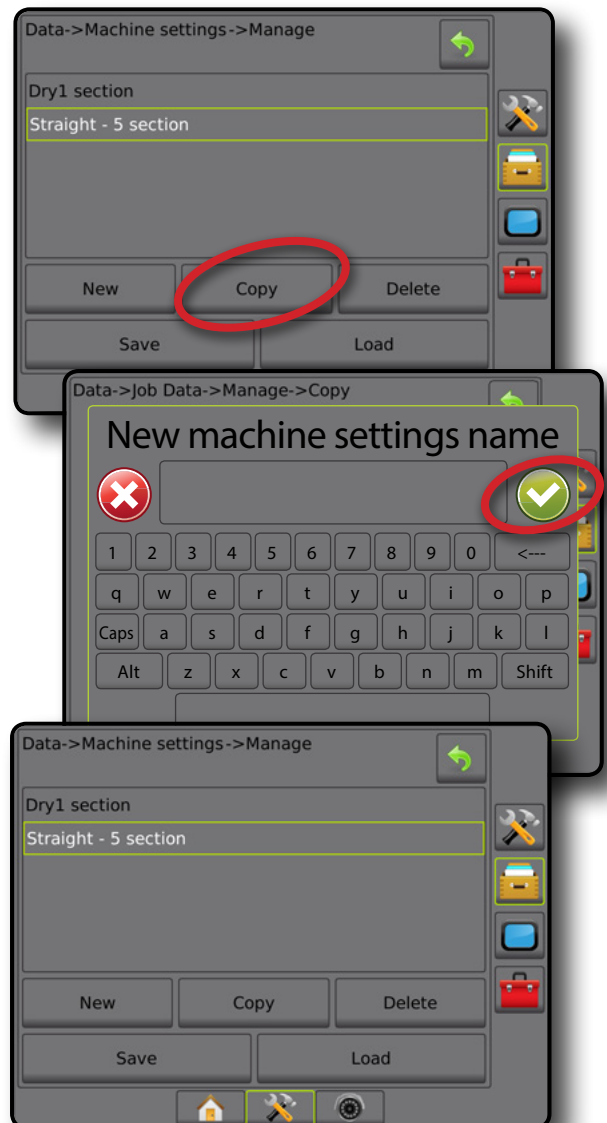 Data->Machine settings->Manage
Dry1 section
Straight - 5 section
New Copy Delete
Save Load
Data->Job Data->Manage->Copy
New machine settings name
1 2 3 4 5 6 7 8 9 0 <---
q w e r t y u i o p
Caps a s d f g h j k l
Alt z x c v b n m Shift
Data->Machine settings->Manage
Dry1 section
Straight - 5 section
New Copy Delete
Save Load